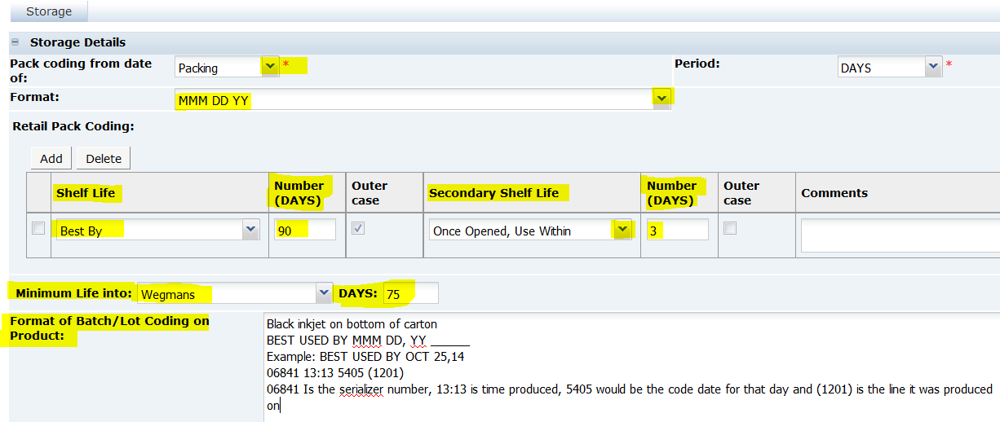 Storage
Storage Details
Pack coding from date of:
Packing
*
Period:
DAYS
*
Format:
MMM DD YY
Retail Pack Coding:
Add Delete
Shelf Life
Number (DAYS)
Outer case
Secondary Shelf Life
Number (DAYS)
Outer case
Comments
Best By
90
Once Opened, Use Within
3
Minimum Life into:
Wegmans
DAYS:
75
Format of Batch/Lot Coding on Product:
Black inkjet on bottom of carton
BEST USED BY MMM DD, YY ______
Example: BEST USED BY OCT 25,14
06841 13:13 5405 (1201)
06841 Is the serializer number, 13:13 is time produced, 5405 would be the code date for that day and (1201) is the line it was produced
on